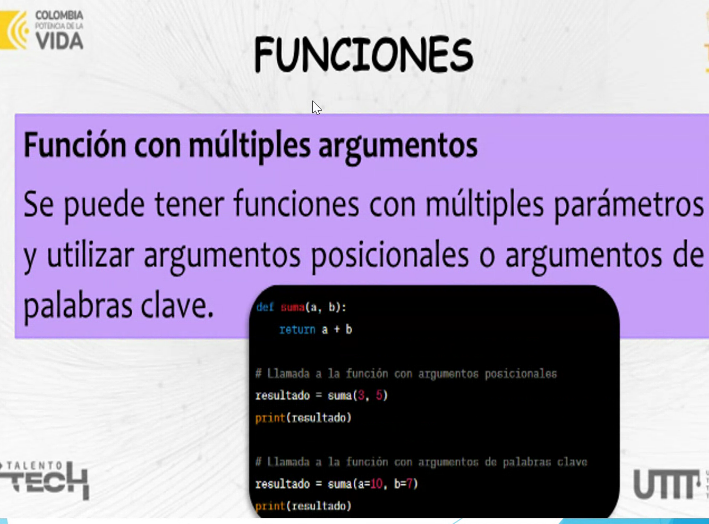 COLOMBIA
POTENCIA DE LA
VIDA
FUNCIONES
Función con múltiples argumentos
Se puede tener funciones con múltiples parámetros
y utilizar argumentos posicionales o argumentos de
palabras clave.
def suma(a, b):
    return a + b
# Llamada a la función con argumentos posicionales
resultado = suma(3, 5)
print(resultado)
# Llamada a la función con argumentos de palabras clave
resultado = suma(a=10, b=7)
print(resultado)
TALENTO
TECH